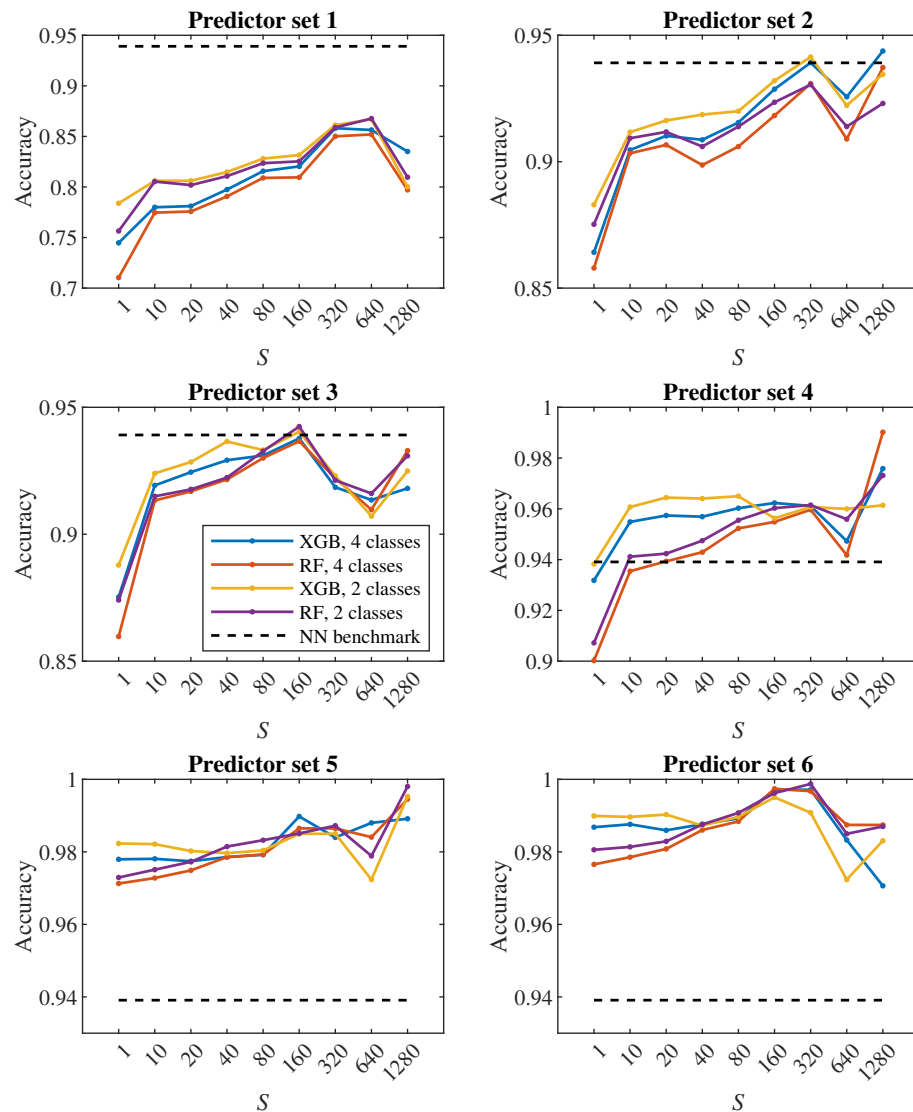 Predictor set 1
Accuracy
0.95
0.9
0.85
0.8
0.75
0.7
1 10 20 40 80 160 320 640 1280
S
Predictor set 2
Accuracy
0.95
0.9
0.85
1 10 20 40 80 160 320 640 1280
S
Predictor set 3
Accuracy
0.95
0.9
0.85
XGB, 4 classes
RF, 4 classes
XGB, 2 classes
RF, 2 classes
NN benchmark
1 10 20 40 80 160 320 640 1280
S
Predictor set 4
Accuracy
1
0.98
0.96
0.94
0.92
0.9
1 10 20 40 80 160 320 640 1280
S
Predictor set 5
Accuracy
1
0.98
0.96
0.94
1 10 20 40 80 160 320 640 1280
S
Predictor set 6
Accuracy
1
0.98
0.96
0.94
1 10 20 40 80 160 320 640 1280
S